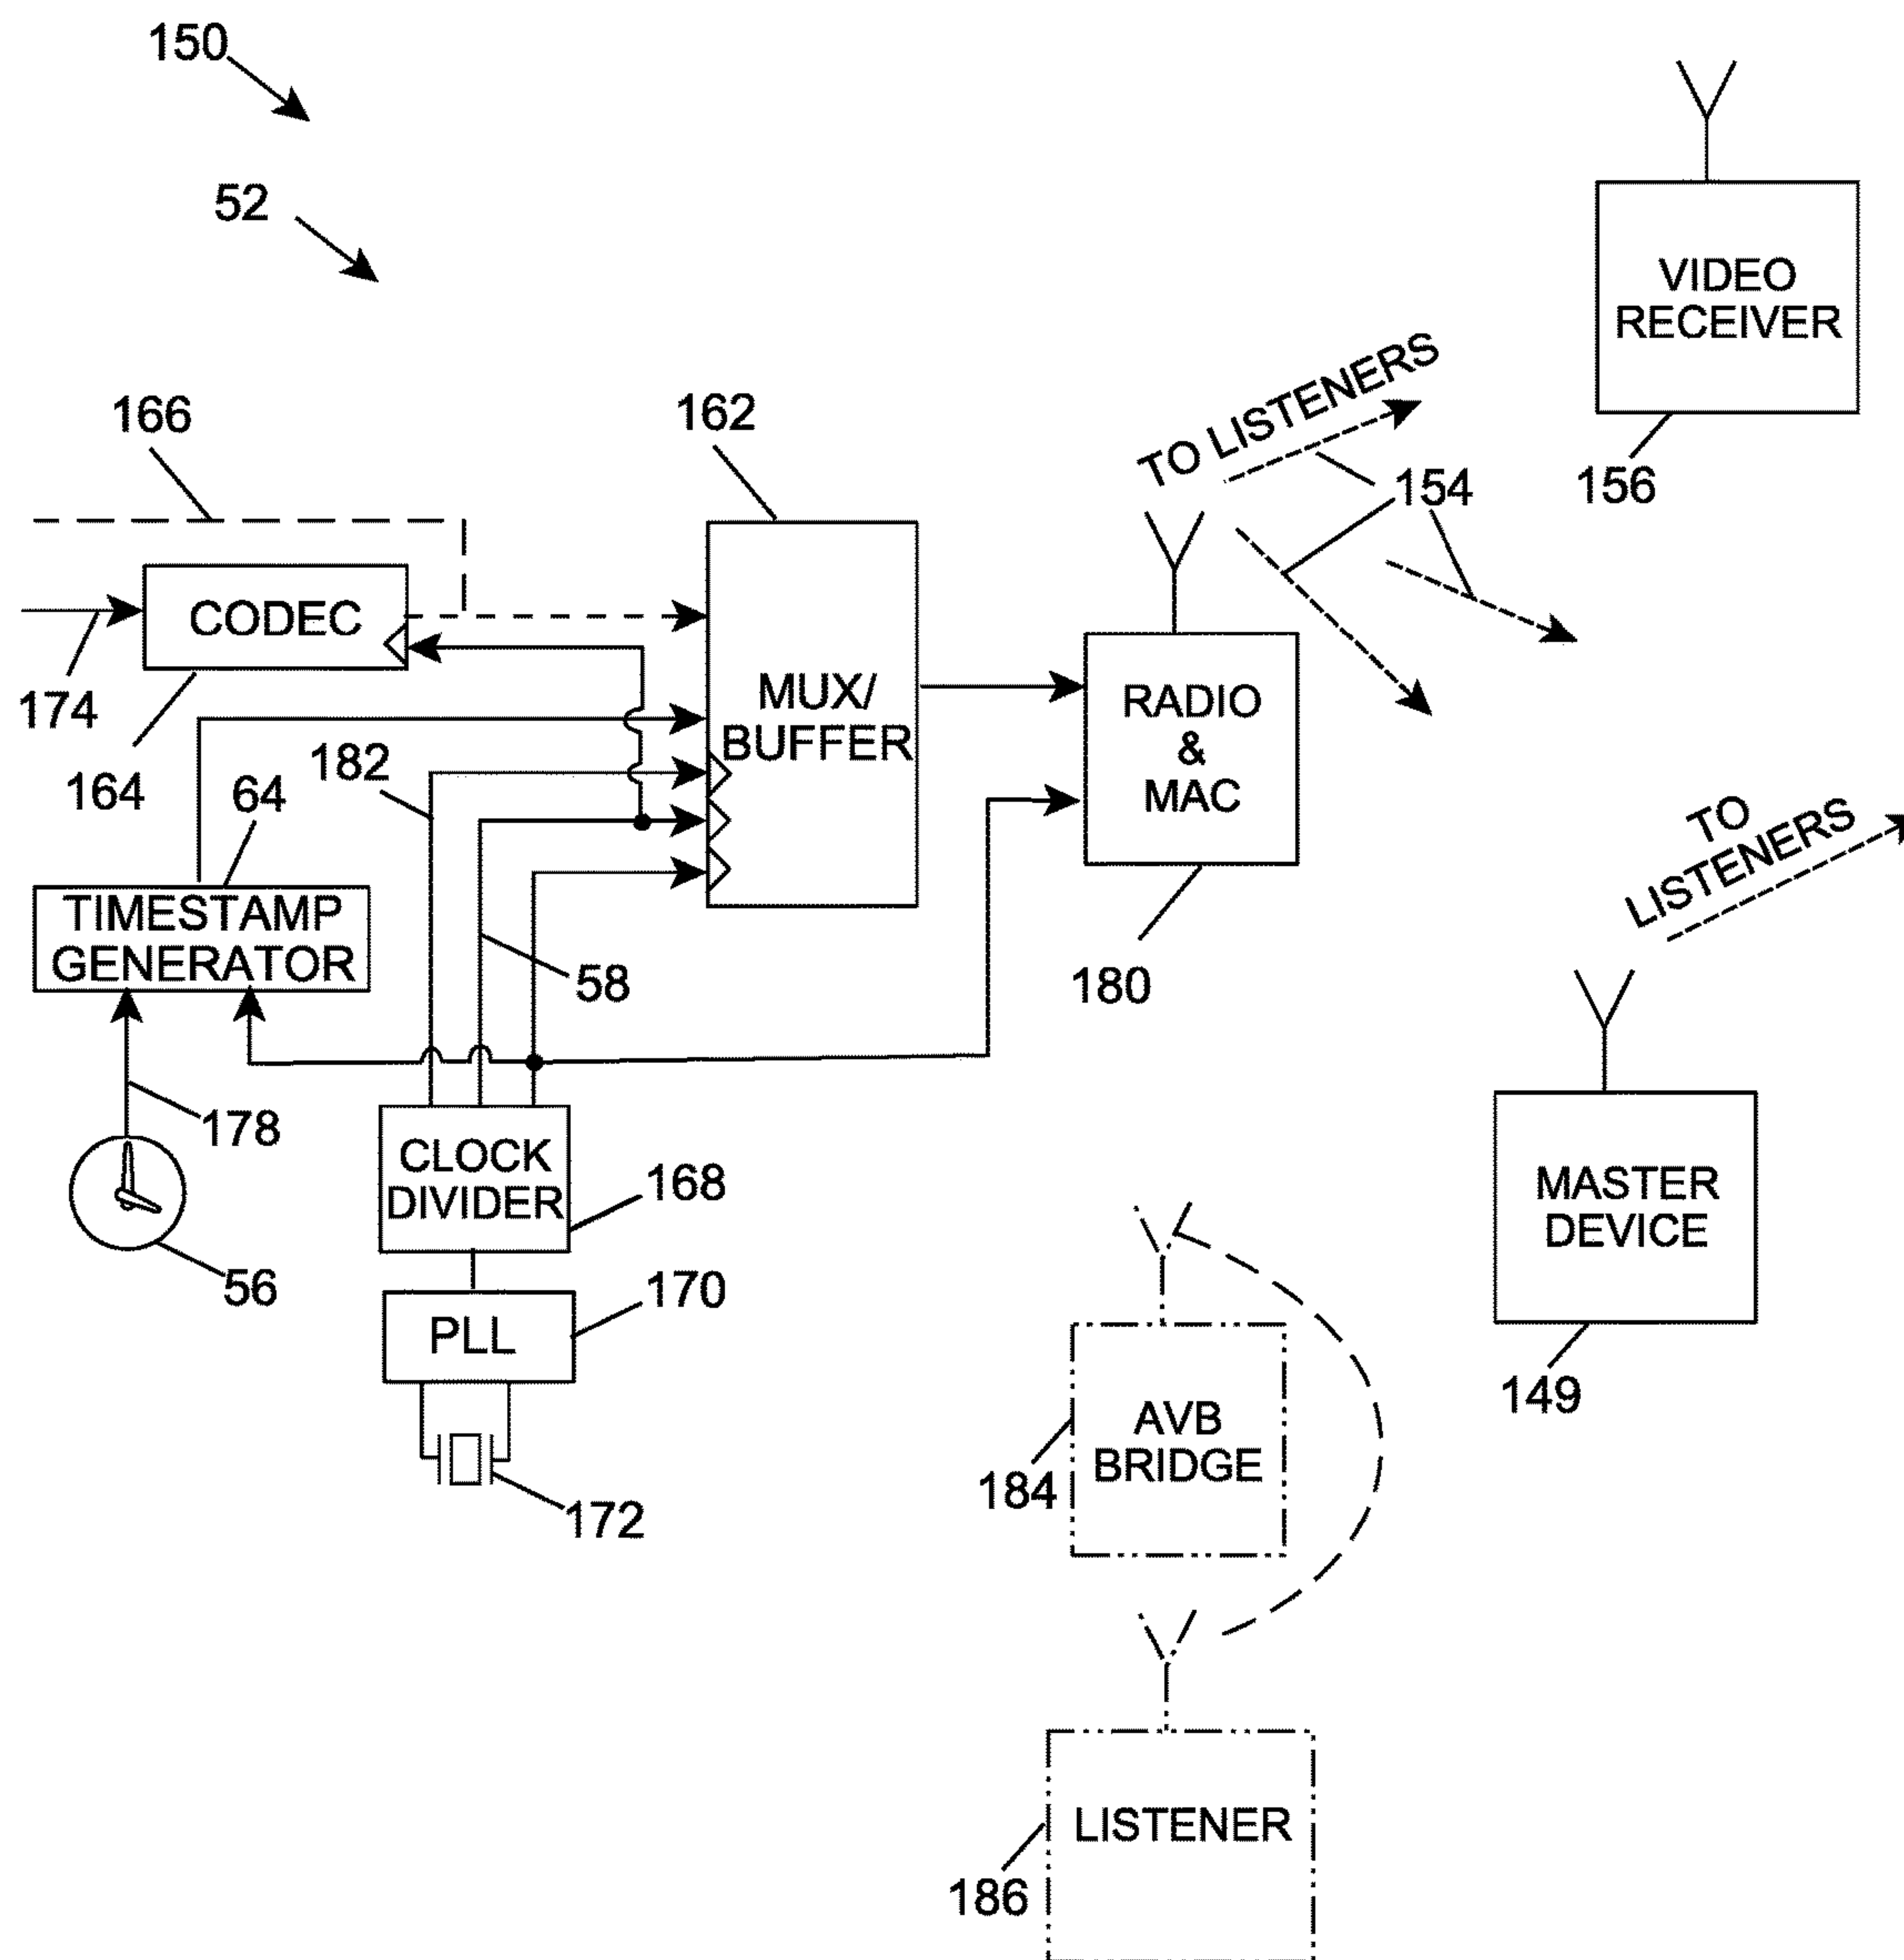 150
52
VIDEO
RECEIVER
156
TO LISTENERS
154
166
162
CODEC
174
164
MUX/
BUFFER
RADIO
&
MAC
180
182
64
TIMESTAMP
GENERATOR
58
TO
LISTENERS
178
56
CLOCK
DIVIDER
168
PLL
170
172
MASTER
DEVICE
149
AVB
BRIDGE
184
LISTENER
186